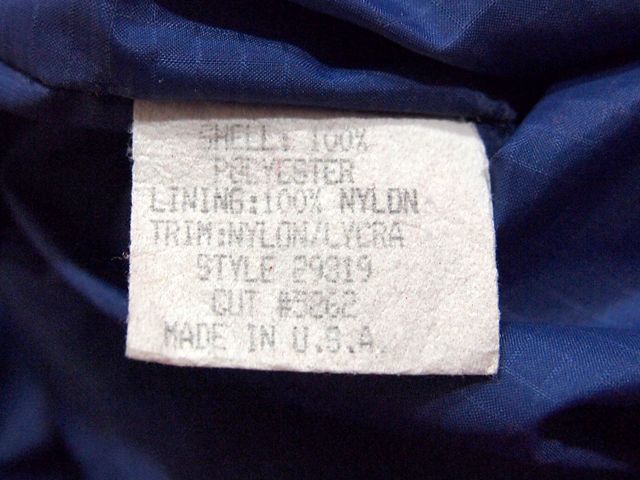 SHELL: 100%
POLYESTER
LINING:100% NYLON
TRIM:NYLON/LYCRA
STYLE 29319
CUT #5262
MADE IN U.S.A.